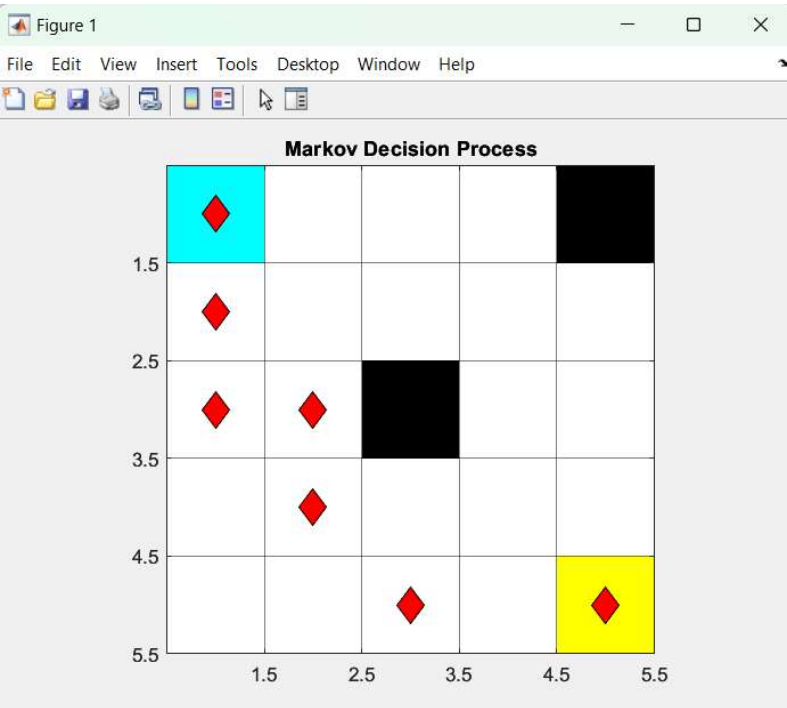 Figure 1
File Edit View Insert Tools Desktop Window Help
Markov Decision Process
1.5
2.5
3.5
4.5
5.5
1.5 2.5 3.5 4.5 5.5